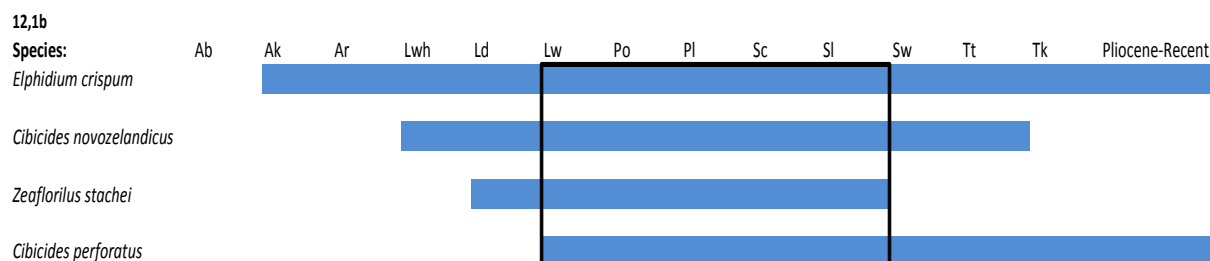 12,1b
Species: Ab Ak Ar Lwh Ld Lw Po Pl Sc Sl Sw Tt Tk Pliocene-Recent
Elphidium crispum
Cibicides novozelandicus
Zeaflorilus stachei
Cibicides perforatus